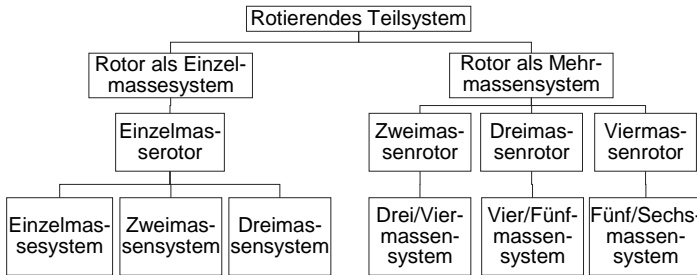 Rotierendes Teilsystem
Rotor als Einzel-
massesystem
Rotor als Mehr-
massensystem
Einzelmas-
serotor
Zweimas-
senrotor
Dreimas-
senrotor
Viermas-
senrotor
Einzelmas-
sesystem
Zweimas-
sensystem
Dreimas-
sensystem
Drei/Vier-
massen-
system
Vier/Fünf-
massen-
system
Fünf/Sechs-
massen-
system